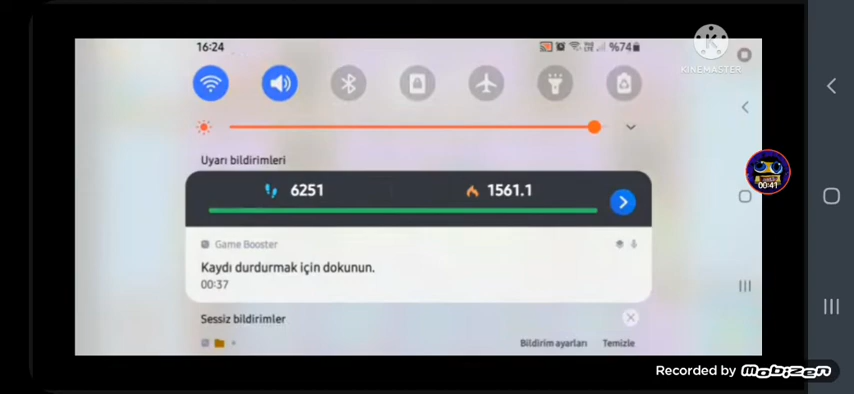 16:24
%74
KINEMASTER
Uyarı bildirimleri
6251
1561.1
00:41
Game Booster
Kaydı durdurmak için dokunun.
00:37
Sessiz bildirimler
Bildirim ayarları
Temizle
Recorded by mobizen